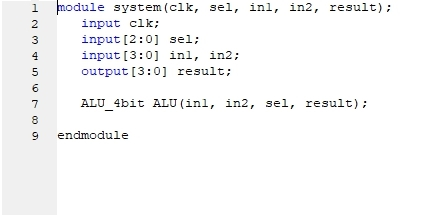 1 module system(clk, sel, in1, in2, result);
2 input clk;
3 input[2:0] sel;
4 input[3:0] in1, in2;
5 output[3:0] result;
6
7 ALU_4bit ALU(in1, in2, sel, result);
8
9 endmodule